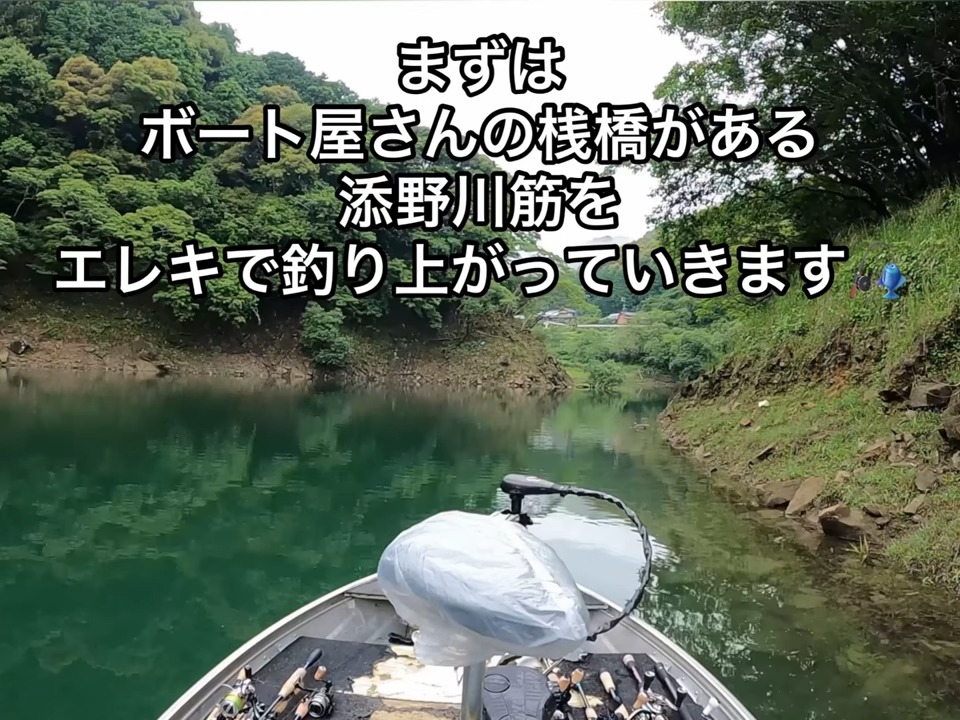 まずは
ボート屋さんの桟橋がある
添野川筋を
エレキで釣り上がっていきます🎣🐟